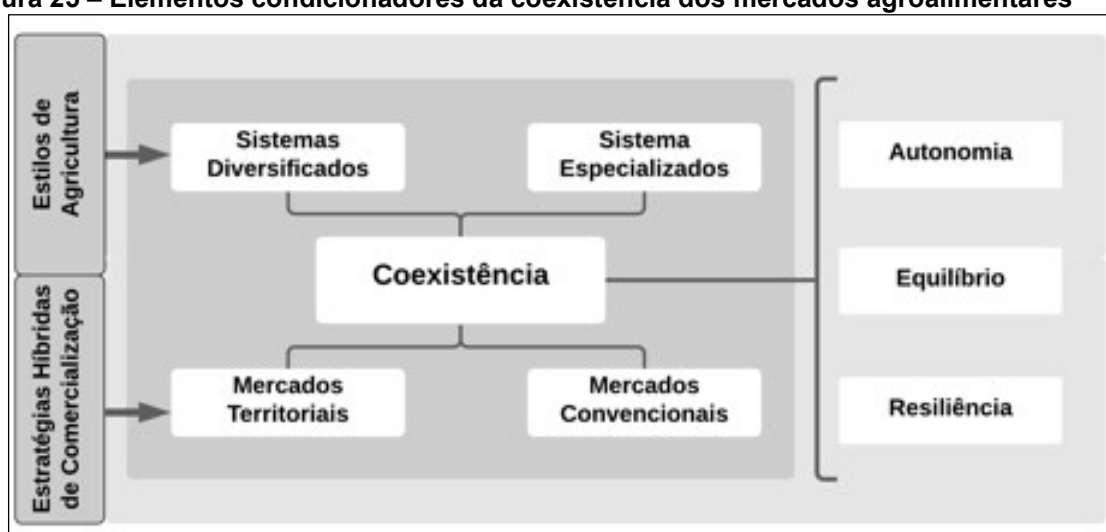 ura 25 – Elementos condicionadores da coexistência dos mercados agroalimentares
Estilos de
Agricultura
Sistemas
Diversificados
Sistema
Especializados
Coexistência
Estratégias Híbridas
de Comercialização
Mercados
Territoriais
Mercados
Convencionais
Autonomia
Equilíbrio
Resiliência